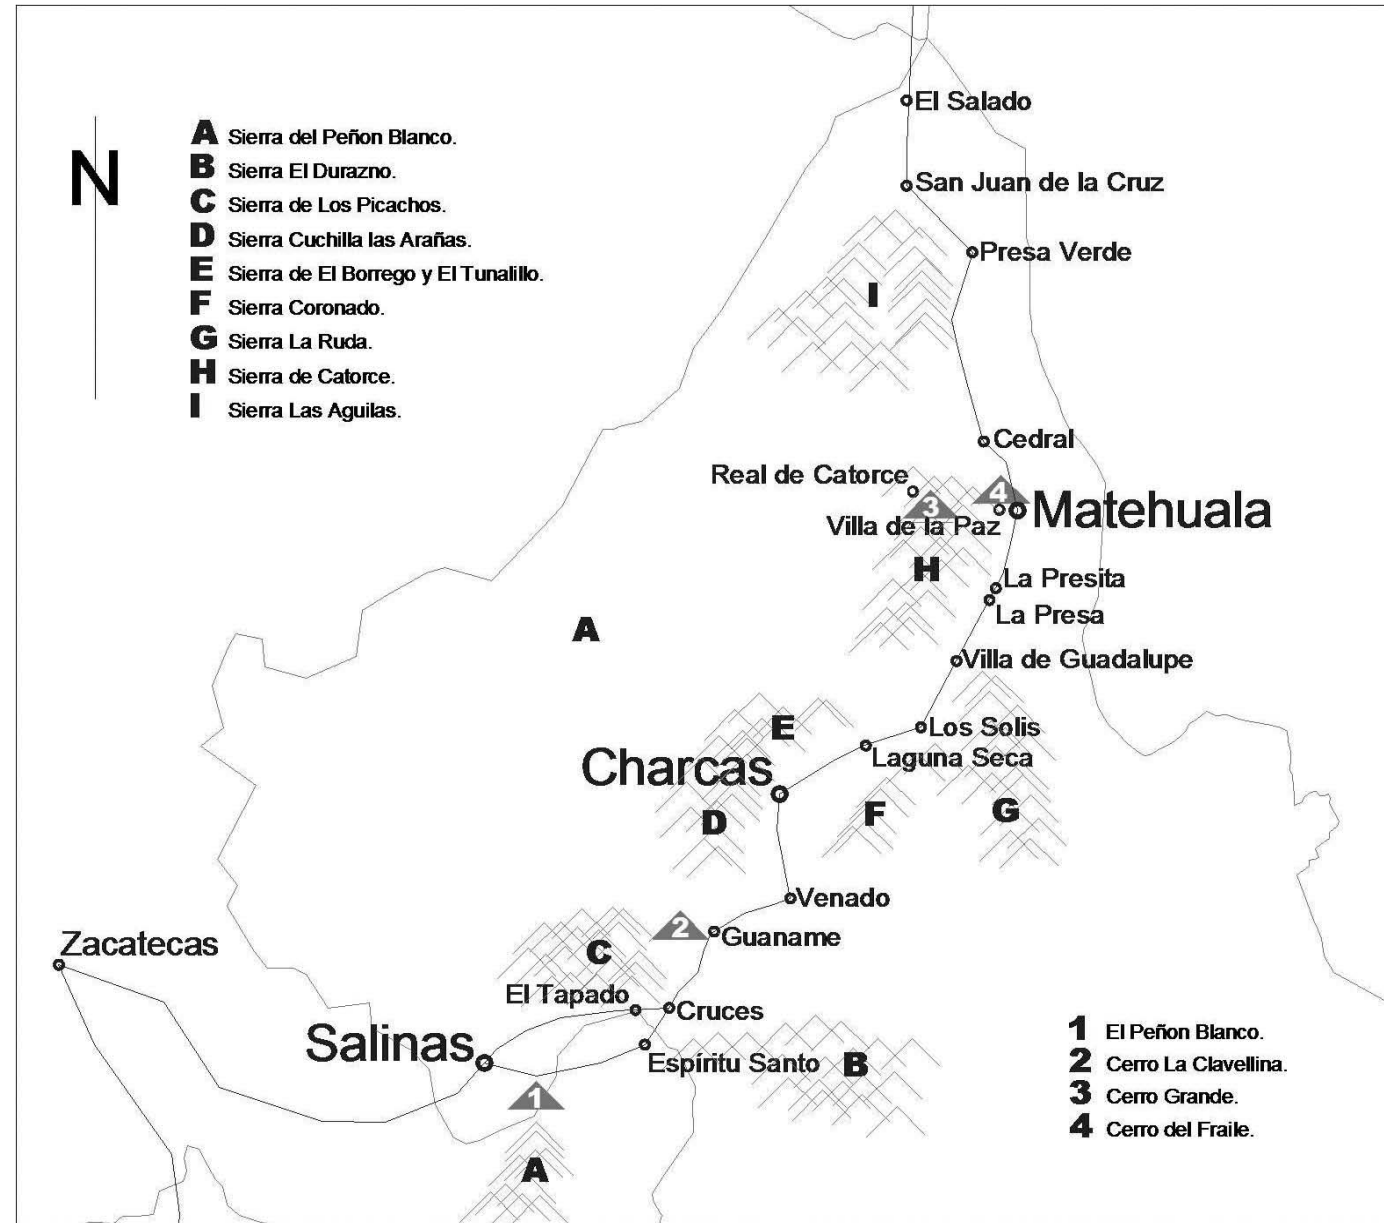 El Salado
N
A Sierra del Peñon Blanco.
B Sierra El Durazno.
C Sierra de Los Picachos.
D Sierra Cuchilla las Arañas.
E Sierra de El Borrego y El Tunalillo.
F Sierra Coronado.
G Sierra La Ruda.
H Sierra de Catorce.
I Sierra Las Aguilas.
San Juan de la Cruz
Presa Verde
I
Cedral
Real de Catorce
4
3
Matehuala
Villa de la Paz
H
La Presita
La Presa
A
Villa de Guadalupe
E
Los Solis
Laguna Seca
Charcas
D
F
G
Venado
2
Guaname
Zacatecas
C
El Tapado
Cruces
Salinas
Espíritu Santo
B
1
A
1 El Peñon Blanco.
2 Cerro La Clavellina.
3 Cerro Grande.
4 Cerro del Fraile.